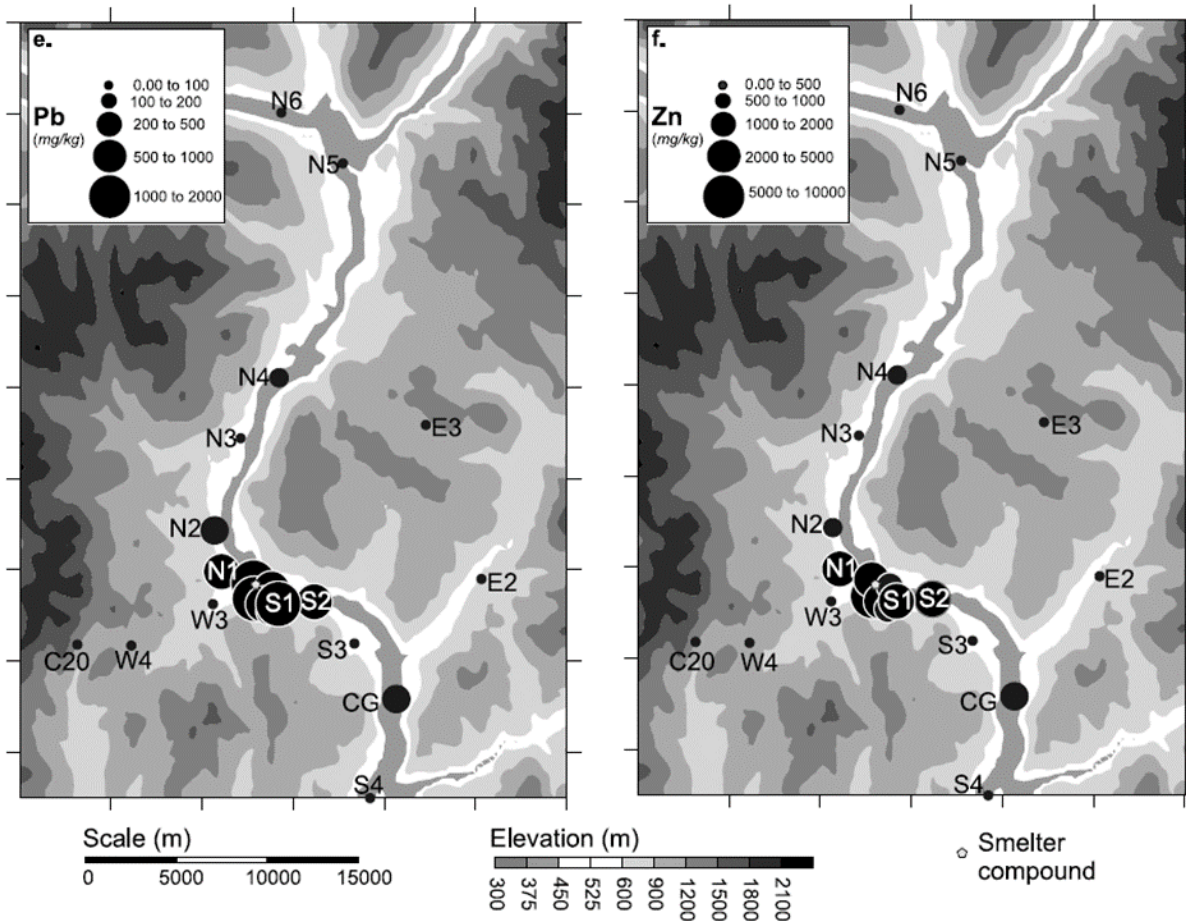 e.
Pb
(mg/kg)
0.00 to 100
100 to 200
200 to 500
500 to 1000
1000 to 2000
N6
N5
N4
E3
N3
N2
N1
E2
S1
S2
W3
S3
C20
W4
CG
S4
f.
Zn
(mg/kg)
0.00 to 500
500 to 1000
1000 to 2000
2000 to 5000
5000 to 10000
N6
N5
N4
E3
N3
N2
N1
E2
S1
S2
W3
S3
C20
W4
CG
S4
Scale (m)
0 5000 10000 15000
Elevation (m)
300 375 450 525 600 900 1200 1500 1800 2100
Smelter
compound